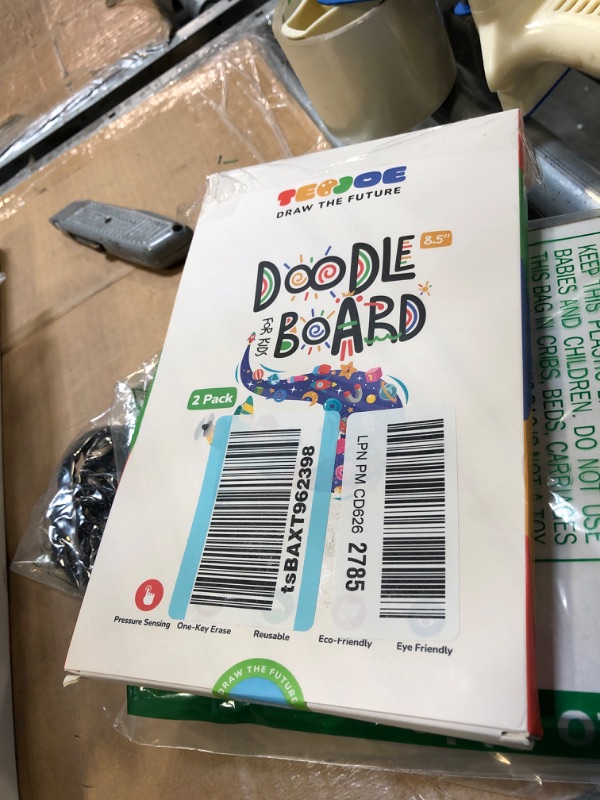 TEKJOE
DRAW THE FUTURE
DOODLE
8.5"
FOR KIDS
BOARD
2 Pack
tsBAXT962398
LPN PM CD626 2785
Pressure Sensing
One-Key Erase
Reusable
Eco-Friendly
Eye Friendly
DRAW THE FUTURE
KEEP THIS PLASTIC
BABIES AND CHILDREN. DO NOT USE
THIS BAG IN CRIBS, BEDS, CARRIAGES
NOT A TOY